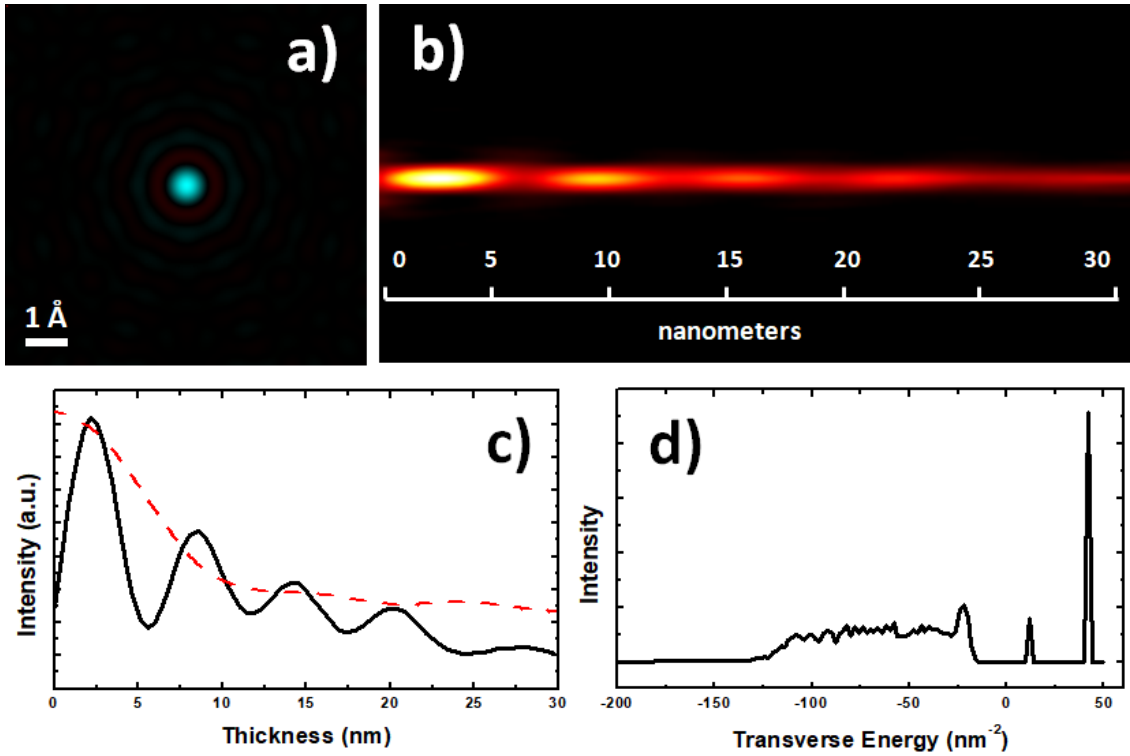 a)
1 Å
b)
0 5 10 15 20 25 30
nanometers
c)
Intensity (a.u.)
0 5 10 15 20 25 30
Thickness (nm)
d)
Intensity
-200 -150 -100 -50 0 50
Transverse Energy (nm-2)